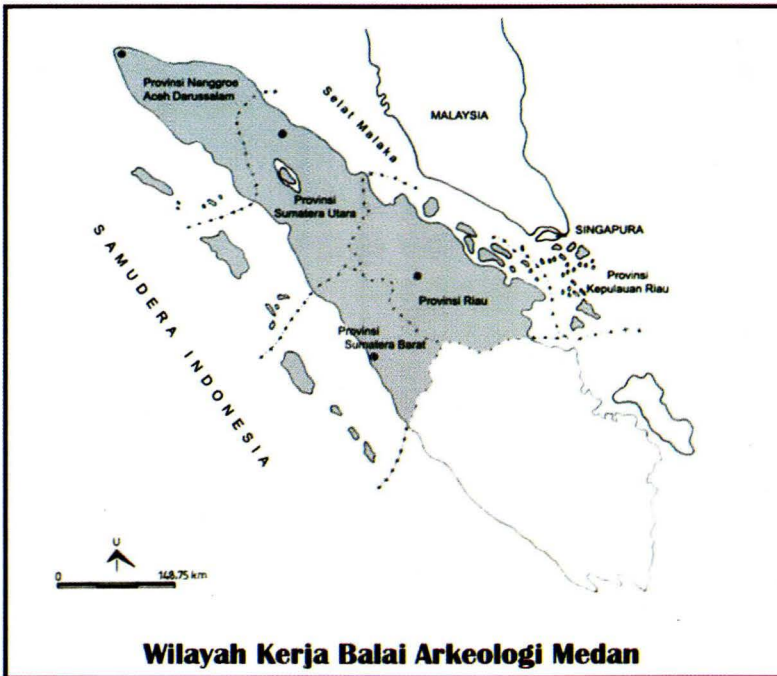 Provinsi Nanggroe
Aceh Darussalam
Selat Malaka
MALAYSIA
Provinsi
Sumatera Utara
SINGAPURA
Provinsi
Kepulauan Riau
Provinsi Riau
Provinsi
Sumatera Barat
SAMUDERA INDONESIA
U
0 148.75 km
Wilayah Kerja Balai Arkeologi Medan